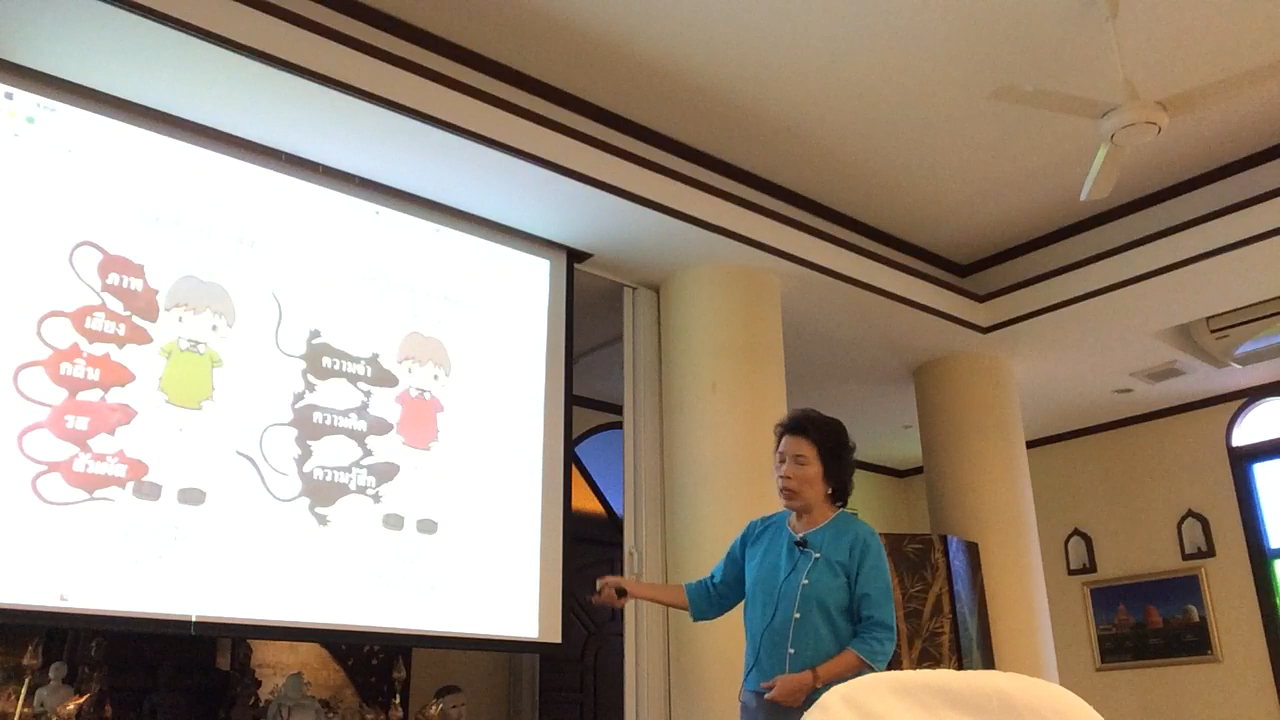 ภาพ
เสียง
กลิ่น
รส
สัมผัส
ความจำ
ความคิด
ความรู้สึก